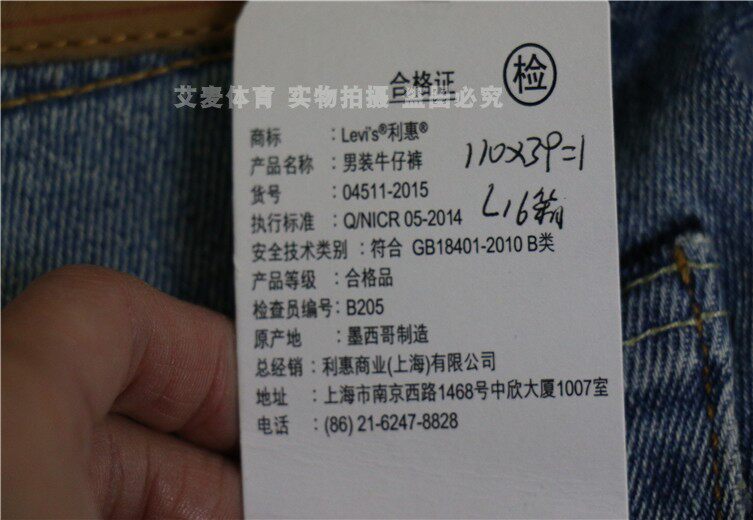 合格证
检
艾麦体育 实物拍摄 盗图必究
商标 :Levi's®利惠®
产品名称 :男装牛仔裤
110×39=1
货号 :04511-2015
L16箱
执行标准 :Q/NICR 05-2014
安全技术类别 :符合 GB18401-2010 B类
产品等级 :合格品
检查员编号:B205
原产地 :墨西哥制造
总经销 :利惠商业(上海)有限公司
地址 :上海市南京西路1468号中欣大厦1007室
电话 :(86) 21-6247-8828